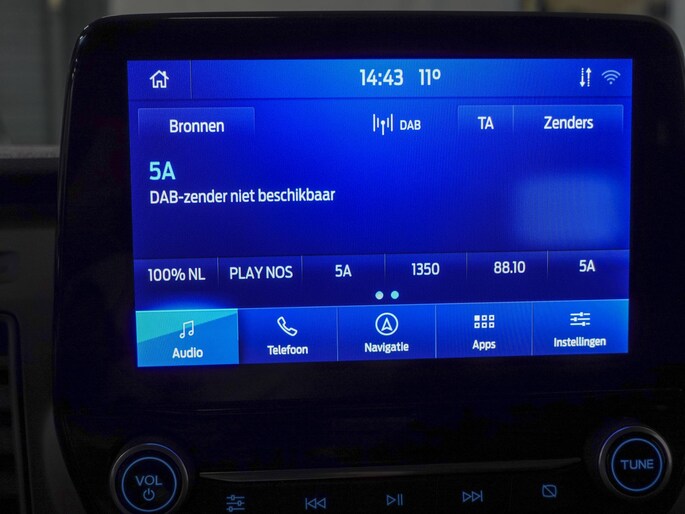 14:43 11º
Bronnen DAB TA Zenders
5A
DAB-zender niet beschikbaar
100% NL PLAY NOS 5A 1350 88.10 5A
Audio Telefoon Navigatie Apps Instellingen
VOL TUNE